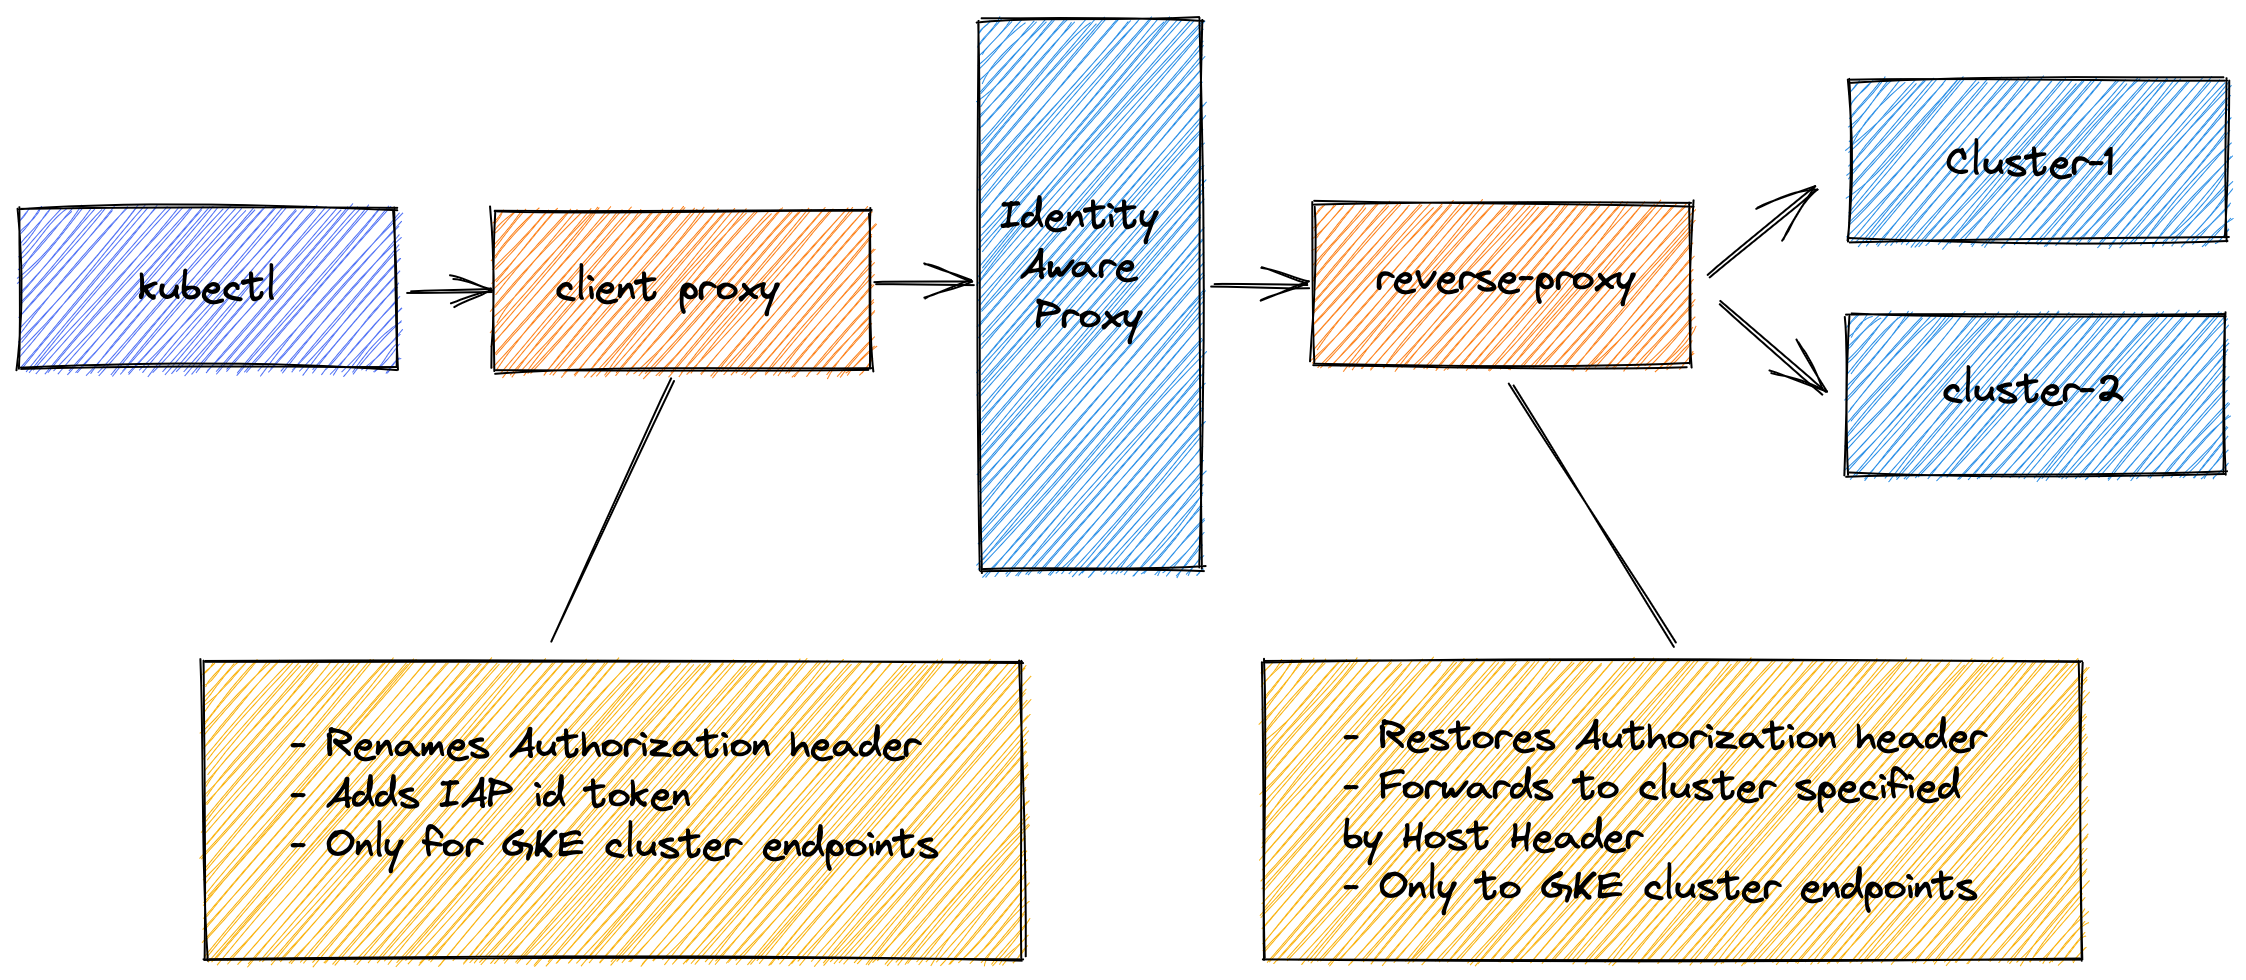 kubectl
client proxy
Identity
Aware
Proxy
reverse-proxy
Cluster-1
cluster-2
- Renames Authorization header
- Adds IAP id token
- Only for GKE cluster endpoints
- Restores Authorization header
- Forwards to cluster specified
by Host Header
- Only to GKE cluster endpoints